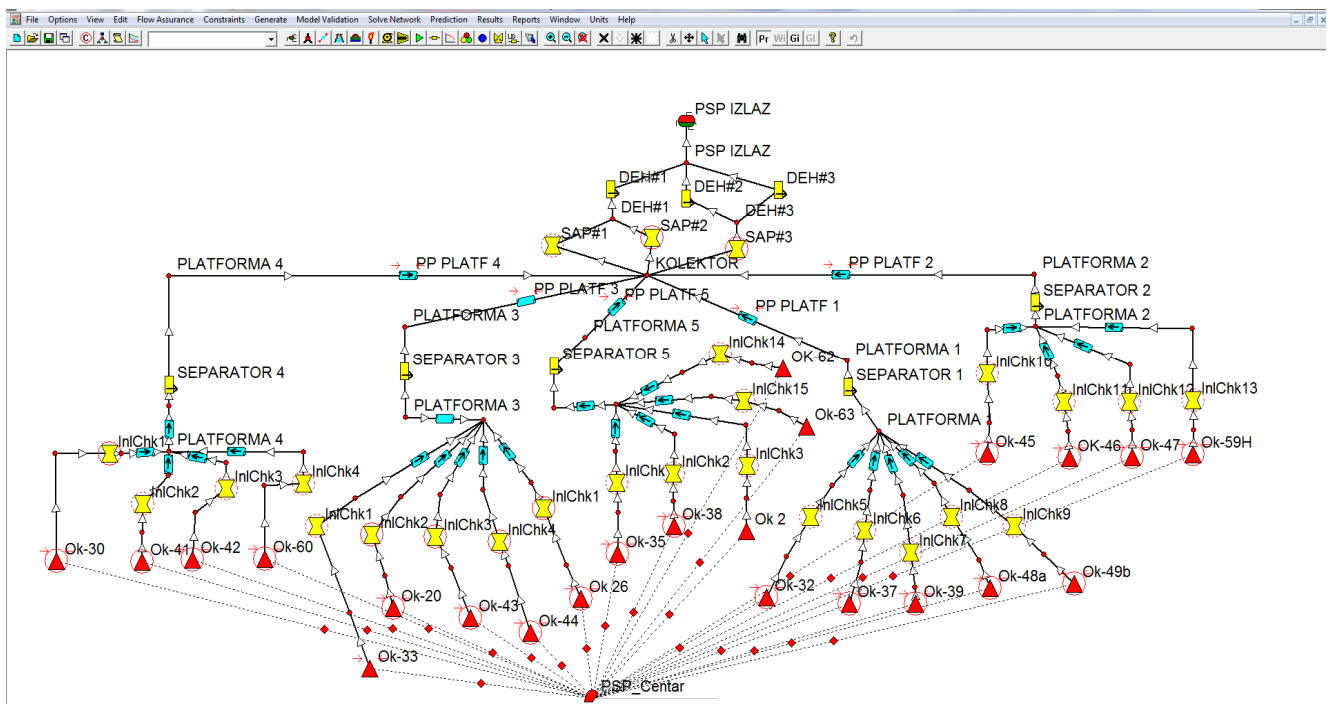 File Options View Edit Flow Assurance Constraints Generate Model Validation Solve Network Prediction Results Reports Window Units Help
Pr Wi Gi GI
PSP IZLAZ
PSP IZLAZ
DEH#1
DEH#2
DEH#3
DEH#1
DEH#3
SAP#1
SAP#2
SAP#3
PLATFORMA 4
PP PLATF 4
KOLEKTOR
PP PLATF 2
PLATFORMA 2
PP PLATF 3
PP PLATF 5
PP PLATF 1
SEPARATOR 2
PLATFORMA 3
PLATFORMA 5
PLATFORMA 2
PLATFORMA 1
SEPARATOR 4
SEPARATOR 3
SEPARATOR 5
InlChk14
OK-62
SEPARATOR 1
InlChk10
InlChk15
InlChk11
InlChk12
InlChk13
PLATFORMA 3
Ok-63
PLATFORMA 1
InlChk1
PLATFORMA 4
Ok-45
OK-46
Ok-47
Ok-59H
InlChk2
InlChk3
InlChk4
InlChk2
InlChk3
InlChk1
InlChk1
InlChk2
InlChk3
InlChk4
Ok-38
Ok 2
InlChk5
InlChk6
InlChk7
InlChk8
InlChk9
Ok-30
Ok-41
Ok-42
Ok-60
Ok-35
Ok-20
Ok-43
Ok-44
Ok 26
Ok-32
Ok-37
Ok-39
Ok-48a
Ok-49b
Ok-33
PSP_Centar